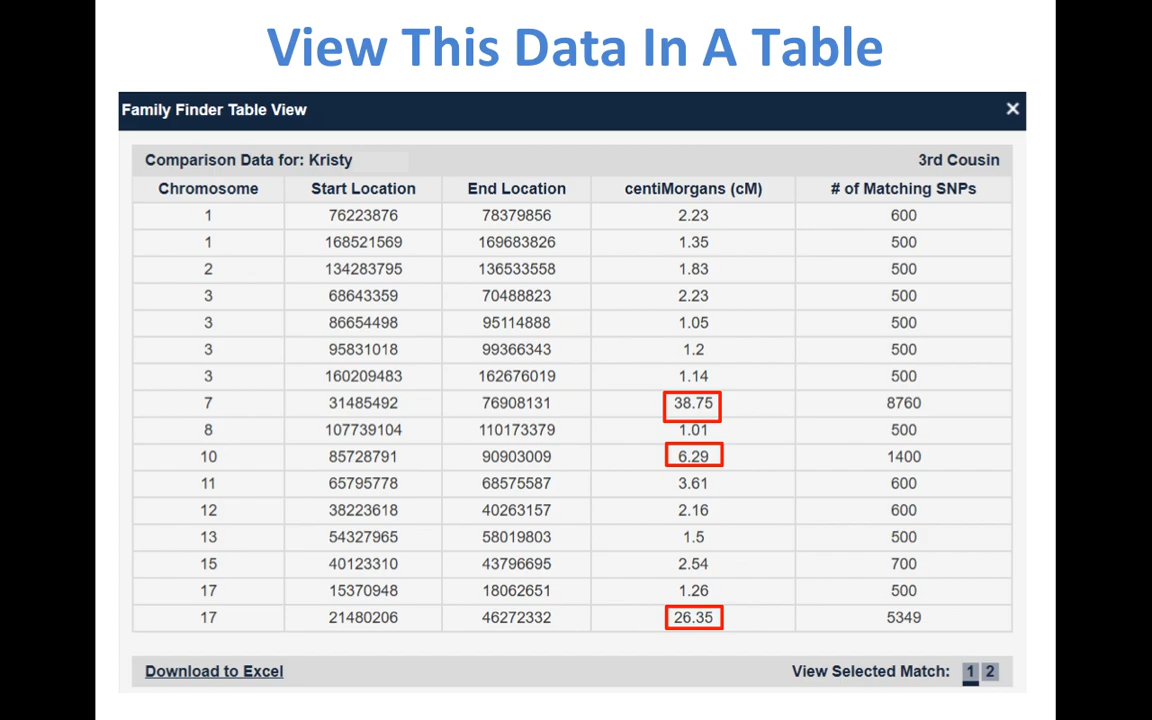 View This Data In A Table
Family Finder Table View ×
Comparison Data for: Kristy 3rd Cousin
Chromosome Start Location End Location centiMorgans (cM) # of Matching SNPs
1 76223876 78379856 2.23 600
1 168521569 169683826 1.35 500
2 134283795 136533558 1.83 500
3 68643359 70488823 2.23 500
3 86654498 95114888 1.05 500
3 95831018 99366343 1.2 500
3 160209483 162676019 1.14 500
7 31485492 76908131 38.75 8760
8 107739104 110173379 1.01 500
10 85728791 90903009 6.29 1400
11 65795778 68575587 3.61 600
12 38223618 40263157 2.16 600
13 54327965 58019803 1.5 500
15 40123310 43796695 2.54 700
17 15370948 18062651 1.26 500
17 21480206 46272332 26.35 5349
Download to Excel View Selected Match: 1 2